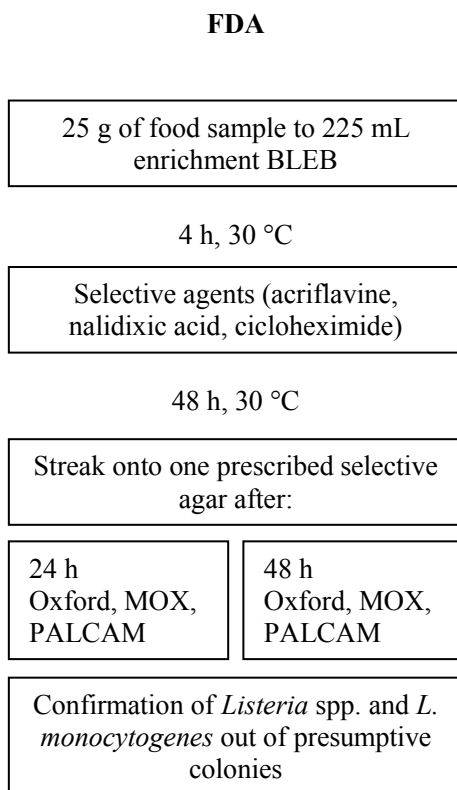 FDA
25 g of food sample to 225 mL
enrichment BLEB
4 h, 30 °C
Selective agents (acriflavine,
nalidixic acid, cicloheximide)
48 h, 30 °C
Streak onto one prescribed selective
agar after:
24 h
Oxford, MOX,
PALCAM
48 h
Oxford, MOX,
PALCAM
Confirmation of Listeria spp. and L.
monocytogenes out of presumptive
colonies